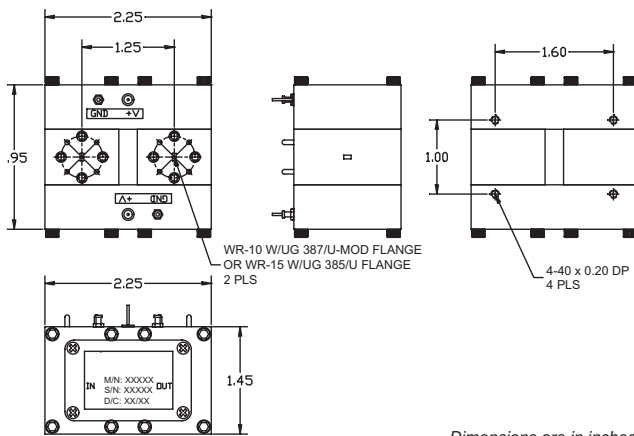 2.25
1.25
GND +V
.95
GND +V
WR-10 W/UG 387/U-MOD FLANGE
OR WR-15 W/UG 385/U FLANGE
2 PLS
1.60
1.00
4-40 x 0.20 DP
4 PLS
2.25
IN
M/N: XXXXX
S/N: XXXXX
D/C: XX/XX
OUT
1.45
Dimensions are in inches